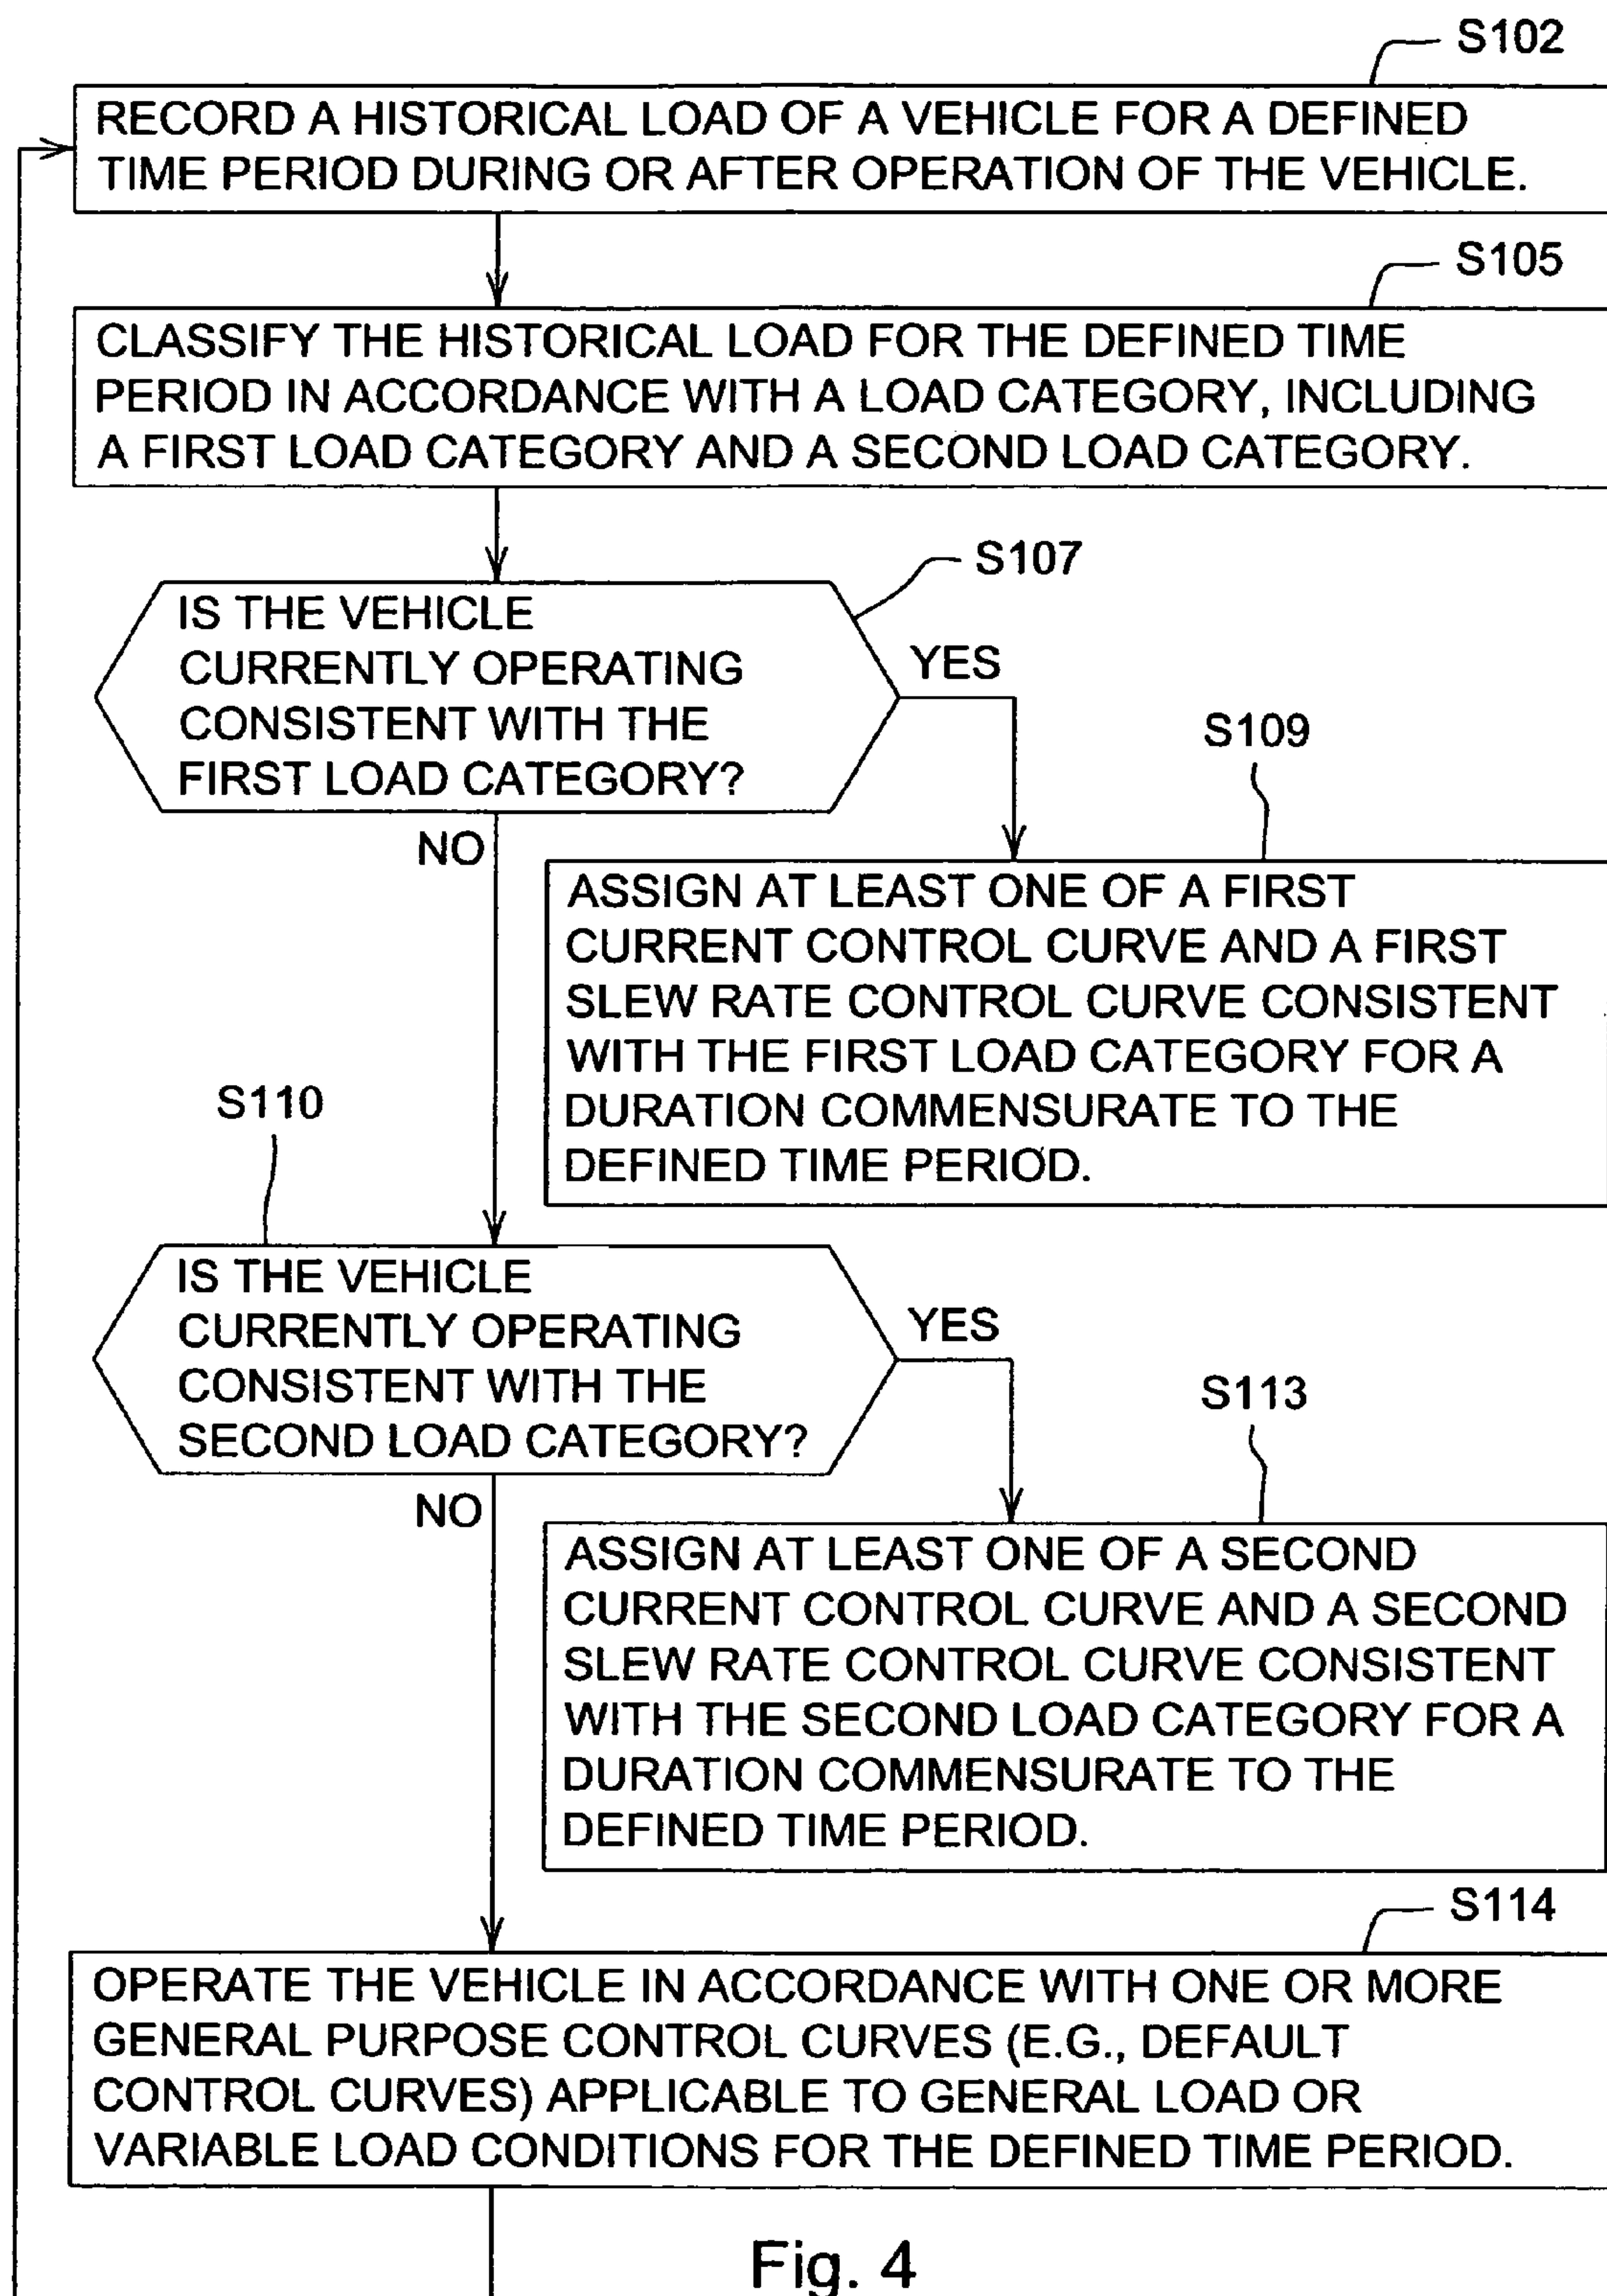 S102
RECORD A HISTORICAL LOAD OF A VEHICLE FOR A DEFINED
TIME PERIOD DURING OR AFTER OPERATION OF THE VEHICLE.
S105
CLASSIFY THE HISTORICAL LOAD FOR THE DEFINED TIME
PERIOD IN ACCORDANCE WITH A LOAD CATEGORY, INCLUDING
A FIRST LOAD CATEGORY AND A SECOND LOAD CATEGORY.
S107
IS THE VEHICLE
CURRENTLY OPERATING
CONSISTENT WITH THE
FIRST LOAD CATEGORY?
YES
NO
S109
ASSIGN AT LEAST ONE OF A FIRST
CURRENT CONTROL CURVE AND A FIRST
SLEW RATE CONTROL CURVE CONSISTENT
WITH THE FIRST LOAD CATEGORY FOR A
DURATION COMMENSURATE TO THE
DEFINED TIME PERIOD.
S110
IS THE VEHICLE
CURRENTLY OPERATING
CONSISTENT WITH THE
SECOND LOAD CATEGORY?
YES
NO
S113
ASSIGN AT LEAST ONE OF A SECOND
CURRENT CONTROL CURVE AND A SECOND
SLEW RATE CONTROL CURVE CONSISTENT
WITH THE SECOND LOAD CATEGORY FOR A
DURATION COMMENSURATE TO THE
DEFINED TIME PERIOD.
S114
OPERATE THE VEHICLE IN ACCORDANCE WITH ONE OR MORE
GENERAL PURPOSE CONTROL CURVES (E.G., DEFAULT
CONTROL CURVES) APPLICABLE TO GENERAL LOAD OR
VARIABLE LOAD CONDITIONS FOR THE DEFINED TIME PERIOD.
Fig. 4